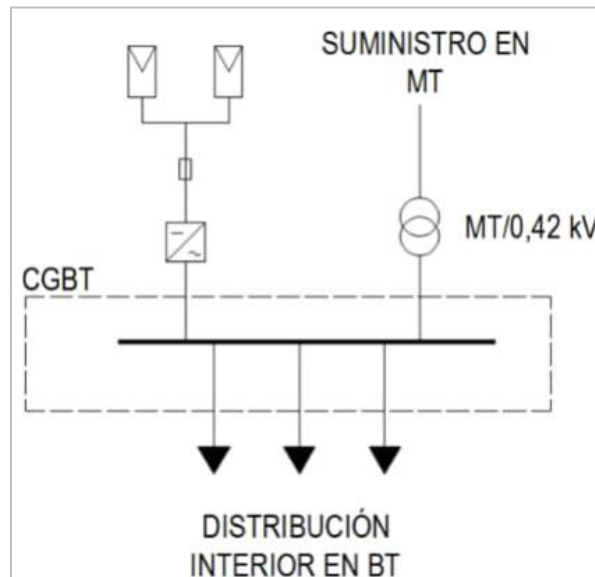 SUMINISTRO EN
MT
MT/0,42 kV
CGBT
DISTRIBUCIÓN
INTERIOR EN BT